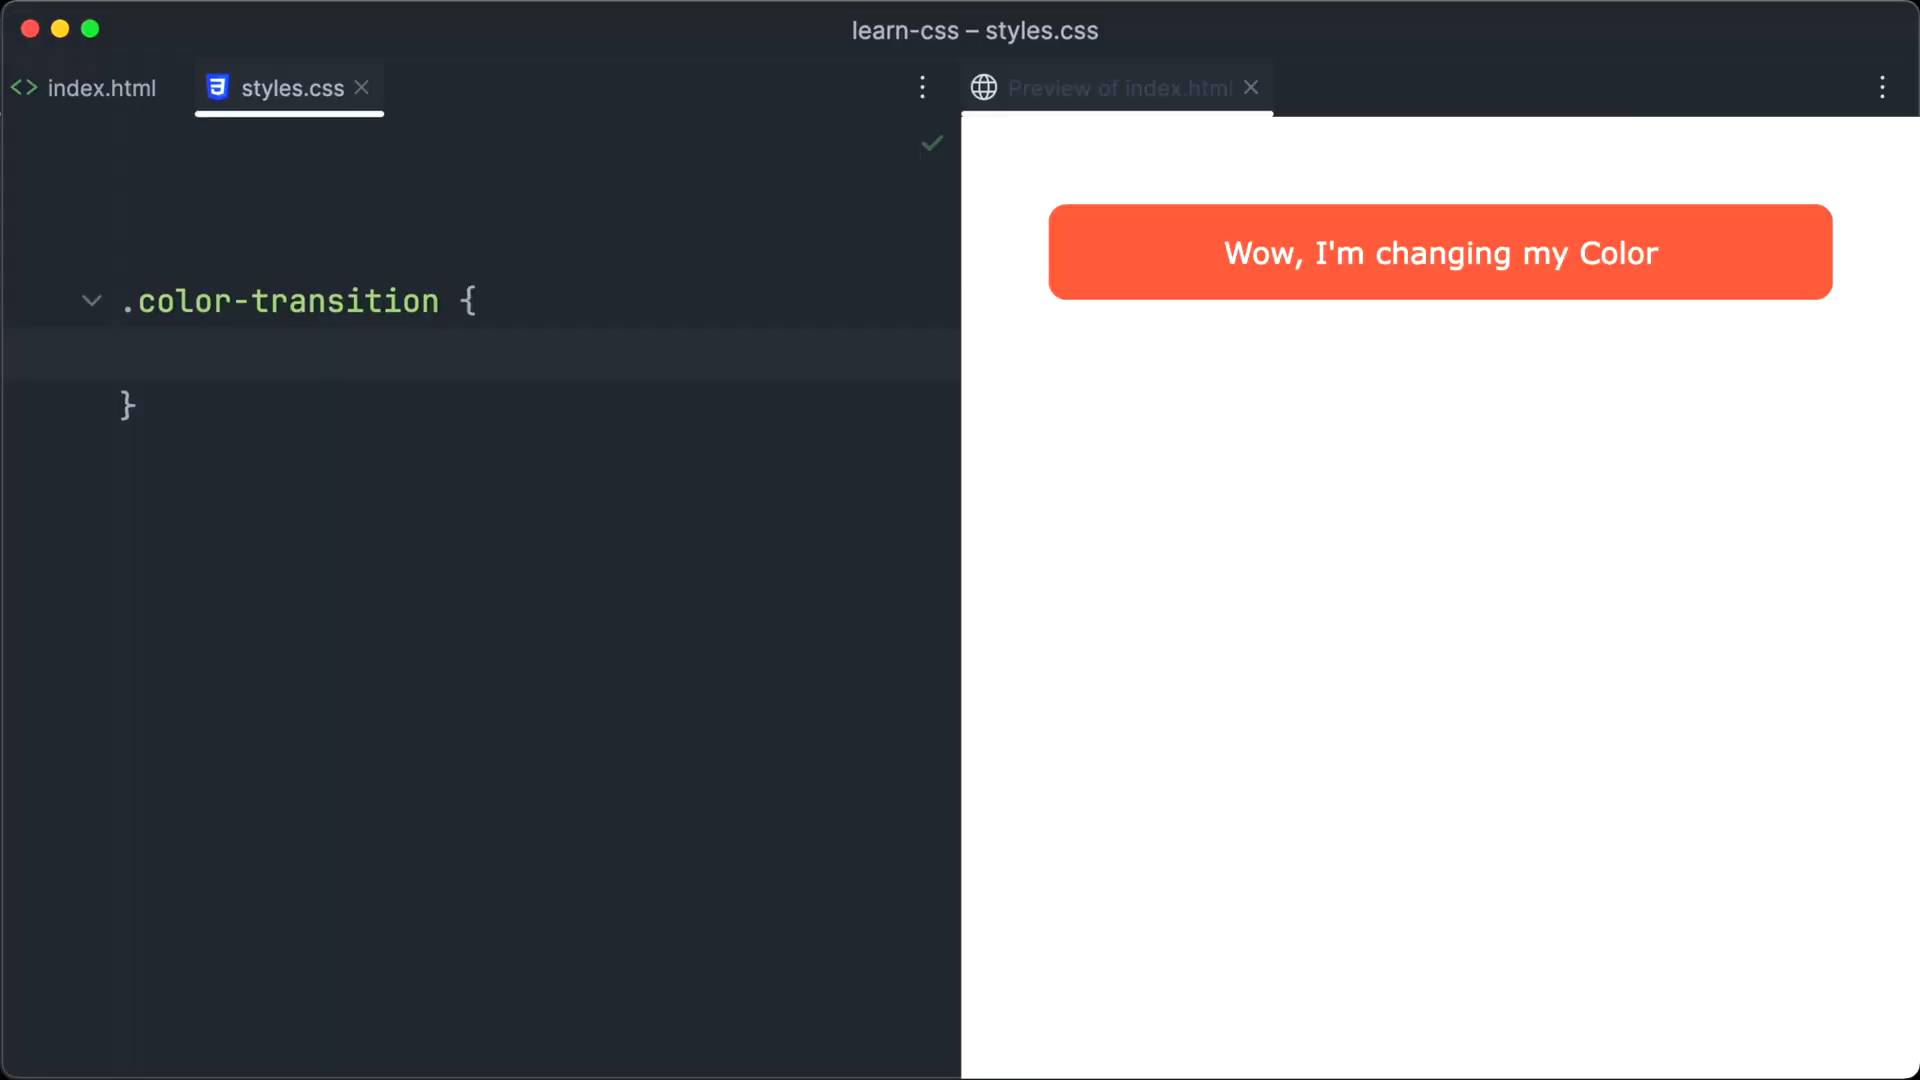 learn-css – styles.css
index.html
styles.css
Preview of index.html
.color-transition {
}
Wow, I'm changing my Color